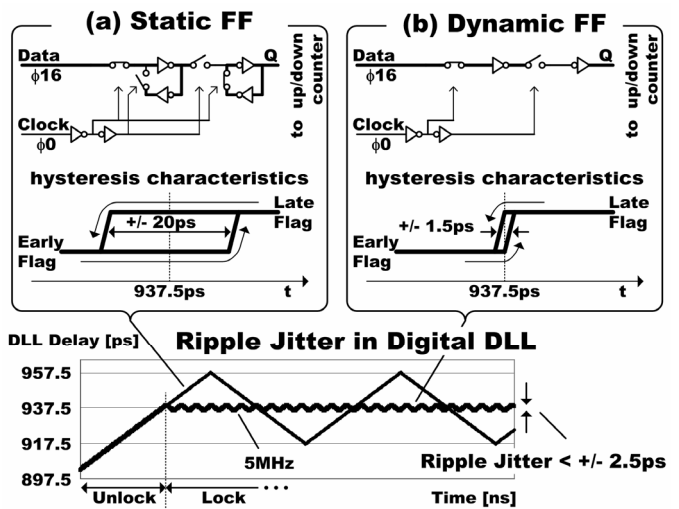 (a) Static FF
Data
ϕ16
Q
Clock
ϕ0
to up/down
counter
hysteresis characteristics
Late
Flag
+/- 20ps
Early
Flag
937.5ps
t
(b) Dynamic FF
Data
ϕ16
Q
Clock
ϕ0
to up/down
counter
hysteresis characteristics
Late
Flag
+/- 1.5ps
Early
Flag
937.5ps
t
DLL Delay [ps]
Ripple Jitter in Digital DLL
957.5
937.5
917.5
897.5
5MHz
Ripple Jitter < +/- 2.5ps
Unlock
Lock
• • •
Time [ns]